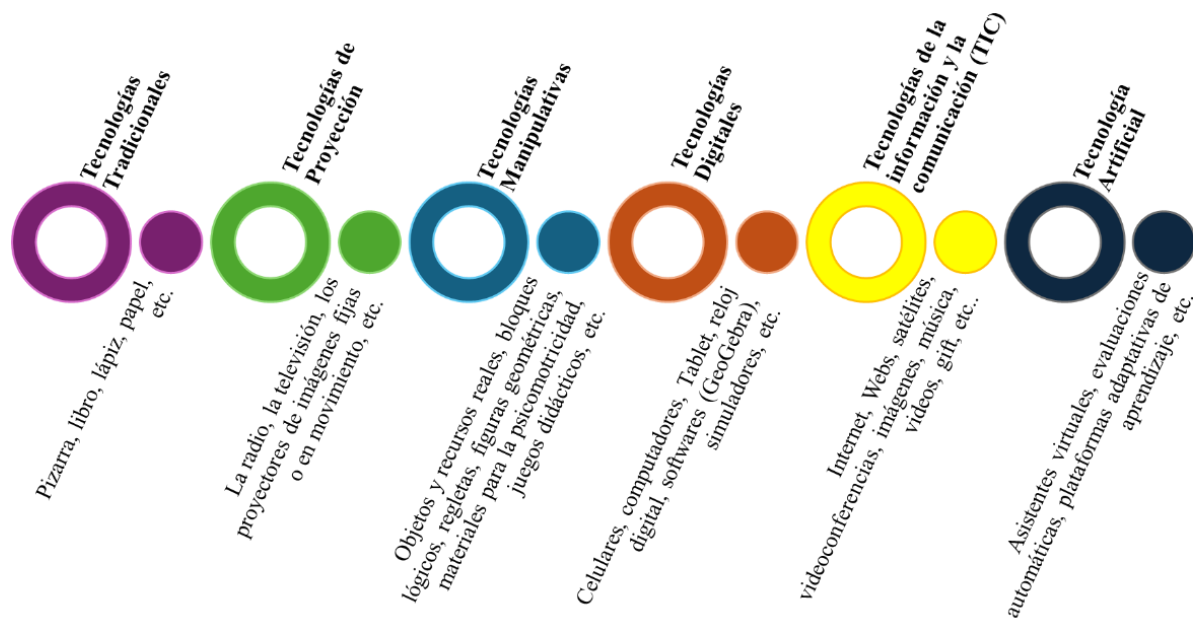 Tecnologías
Tradicionales
Pizarra, libro, lápiz, papel,
etc.
Tecnologías de
Proyección
La radio, la televisión, los
proyectores de imágenes fijas
o en movimiento, etc.
Tecnologías
Manipulativas
Objetos y recursos reales, bloques
lógicos, regletas, figuras geométricas,
materiales para la psicomotricidad,
juegos didácticos, etc.
Tecnologías
Digitales
Celulares, computadores, Tablet, reloj
digital, softwares (GeoGebra),
simuladores, etc.
Tecnologías de la
información y la
comunicación (TIC)
Internet, Webs, satélites,
videoconferencias, imágenes, música,
videos, gift, etc..
Tecnología
Artificial
Asistentes virtuales, evaluaciones
automáticas, plataformas adaptativas de
aprendizaje, etc.